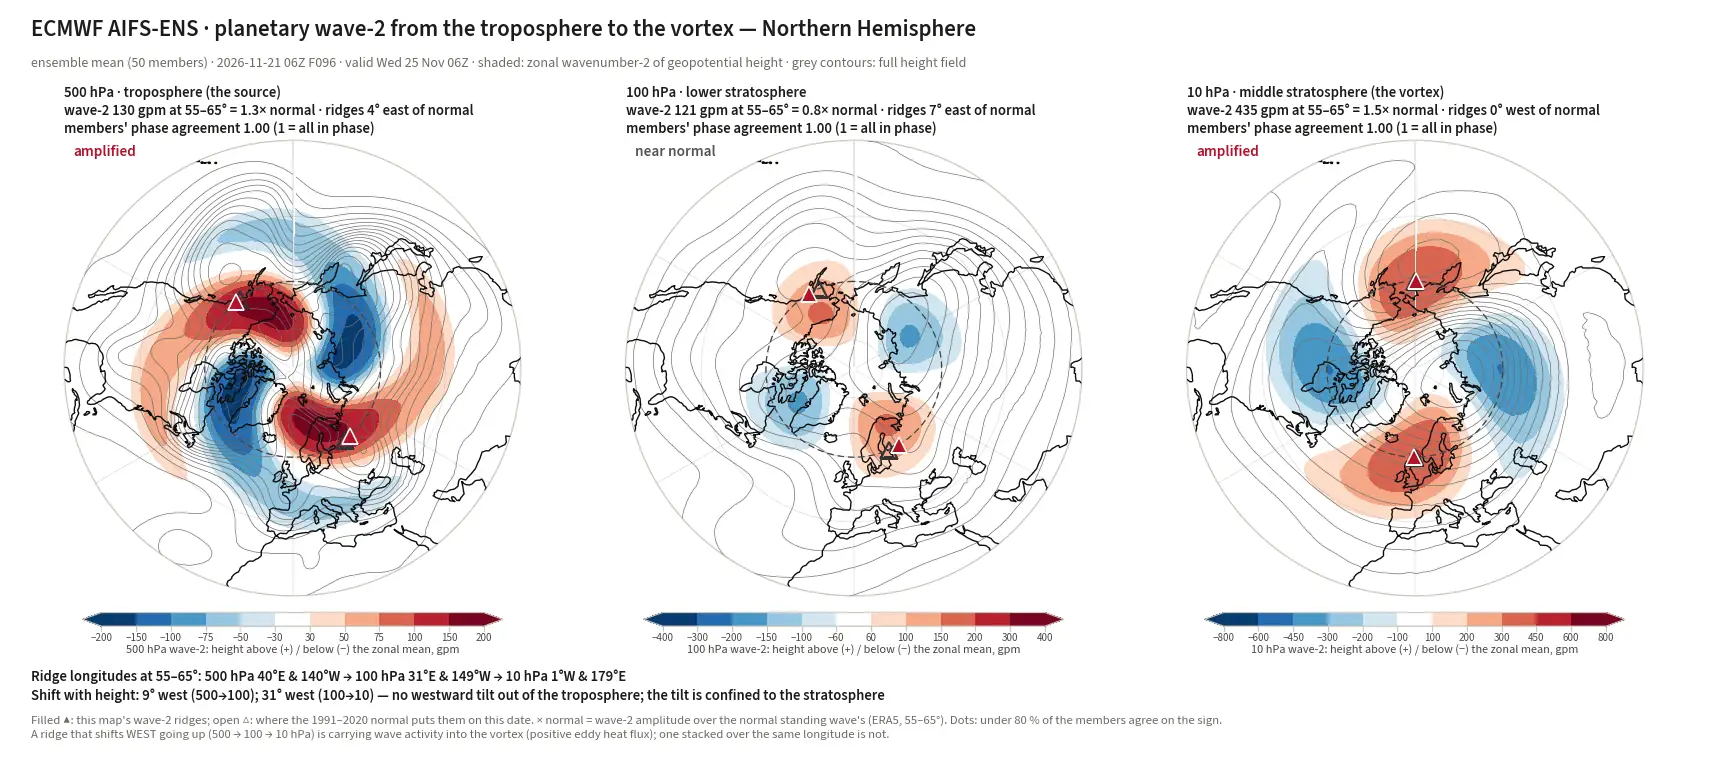 ECMWF AIFS-ENS · planetary wave-2 from the troposphere to the vortex — Northern Hemisphere
ensemble mean (50 members) · 2026-11-21 06Z F096 · valid Wed 25 Nov 06Z · shaded: zonal wavenumber-2 of geopotential height · grey contours: full height field
500 hPa · troposphere (the source)
wave-2 130 gpm at 55–65° = 1.3× normal · ridges 4° east of normal
members' phase agreement 1.00 (1 = all in phase)
amplified
100 hPa · lower stratosphere
wave-2 121 gpm at 55–65° = 0.8× normal · ridges 7° east of normal
members' phase agreement 1.00 (1 = all in phase)
near normal
10 hPa · middle stratosphere (the vortex)
wave-2 435 gpm at 55–65° = 1.5× normal · ridges 0° west of normal
members' phase agreement 1.00 (1 = all in phase)
amplified
−200 −150 −100 −75 −50 −30 30 50 75 100 150 200
500 hPa wave-2: height above (+) / below (−) the zonal mean, gpm
−400 −300 −200 −150 −100 −60 60 100 150 200 300 400
100 hPa wave-2: height above (+) / below (−) the zonal mean, gpm
−800 −600 −450 −300 −200 −100 100 200 300 450 600 800
10 hPa wave-2: height above (+) / below (−) the zonal mean, gpm
Ridge longitudes at 55–65°: 500 hPa 40°E & 140°W → 100 hPa 31°E & 149°W → 10 hPa 1°W & 179°E
Shift with height: 9° west (500→100); 31° west (100→10) — no westward tilt out of the troposphere; the tilt is confined to the stratosphere
Filled ▲: this map's wave-2 ridges; open △: where the 1991–2020 normal puts them on this date. × normal = wave-2 amplitude over the normal standing wave's (ERA5, 55–65°). Dots: under 80 % of the members agree on the sign.
A ridge that shifts WEST going up (500 → 100 → 10 hPa) is carrying wave activity into the vortex (positive eddy heat flux); one stacked over the same longitude is not.